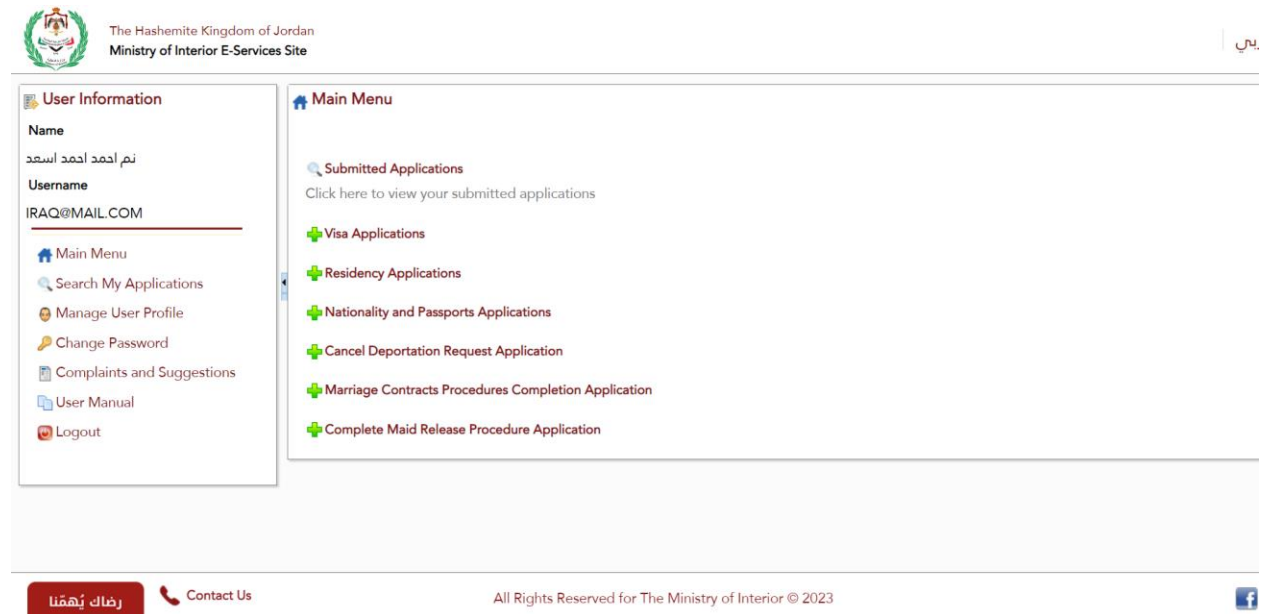 The Hashemite Kingdom of Jordan
Ministry of Interior E-Services Site
User Information
Name
نم احمد احمد اسعد
Username
IRAQ@MAIL.COM
Main Menu
Search My Applications
Manage User Profile
Change Password
Complaints and Suggestions
User Manual
Logout
Main Menu
Submitted Applications
Click here to view your submitted applications
Visa Applications
Residency Applications
Nationality and Passports Applications
Cancel Deportation Request Application
Marriage Contracts Procedures Completion Application
Complete Maid Release Procedure Application
رضاك يُهمّنا
Contact Us
All Rights Reserved for The Ministry of Interior © 2023